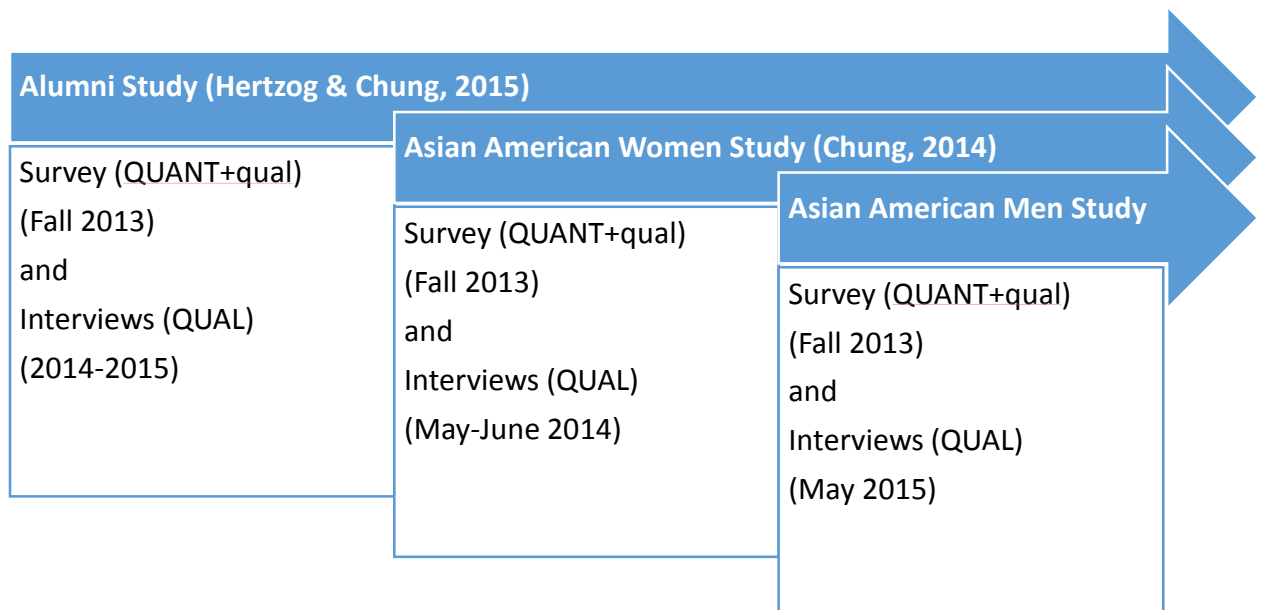 Alumni Study (Hertzog & Chung, 2015)
Survey (QUANT+qual)
(Fall 2013)
and
Interviews (QUAL)
(2014-2015)
Asian American Women Study (Chung, 2014)
Survey (QUANT+qual)
(Fall 2013)
and
Interviews (QUAL)
(May-June 2014)
Asian American Men Study
Survey (QUANT+qual)
(Fall 2013)
and
Interviews (QUAL)
(May 2015)